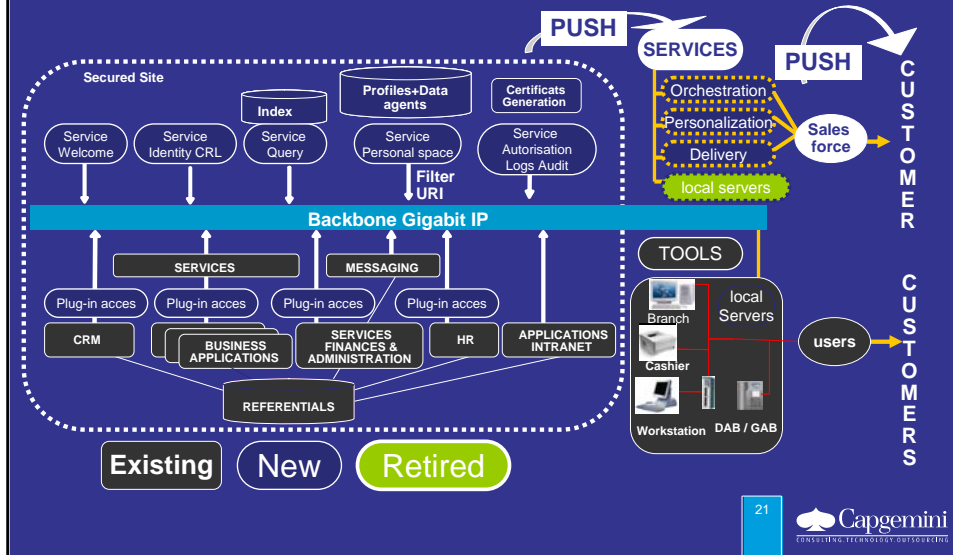 PUSH
SERVICES
PUSH
CUSTOMER
Secured Site
Profiles+Data
agents
Certificats
Generation
Index
Orchestration
Personalization
Delivery
local servers
Sales
force
Service
Welcome
Service
Identity CRL
Service
Query
Service
Personal space
Service
Autorisation
Logs Audit
Filter
URI
Backbone Gigabit IP
SERVICES
MESSAGING
TOOLS
Plug-in acces
Plug-in acces
Plug-in acces
Plug-in acces
CRM
BUSINESS
APPLICATIONS
SERVICES
FINANCES &
ADMINISTRATION
HR
APPLICATIONS
INTRANET
REFERENTIALS
local
Servers
Branch
Cashier
Workstation
DAB / GAB
users
CUSTOMERS
Existing
New
Retired
21
Capgemini
CONSULTING.TECHNOLOGY.OUTSOURCING